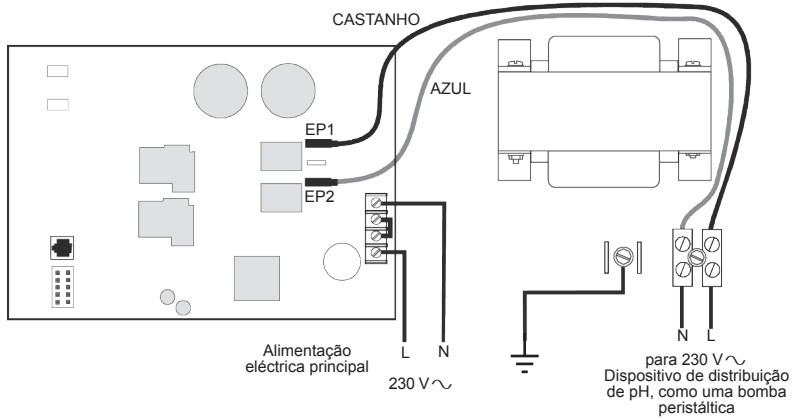 CASTANHO
AZUL
EP1
EP2
Alimentação
eléctrica principal
L
N
230 V ~
N
L
para 230 V ~
Dispositivo de distribuição
de pH, como uma bomba
peristáltica